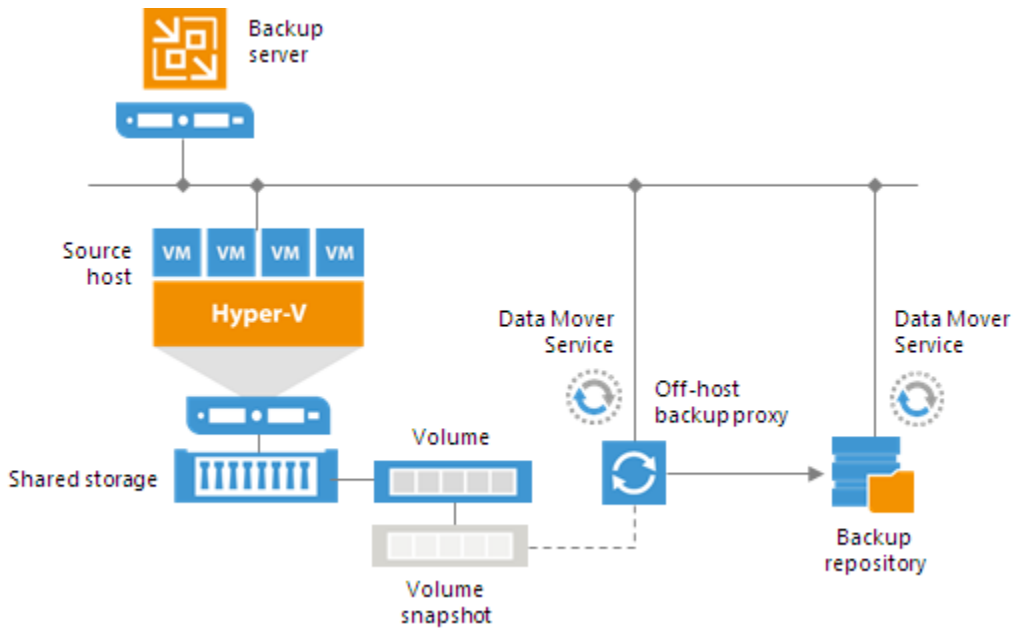 Backup
server
Source
host
VM VM VM VM
Hyper-V
Data Mover
Service
Data Mover
Service
Off-host
backup proxy
Volume
Shared storage
Backup
repository
Volume
snapshot